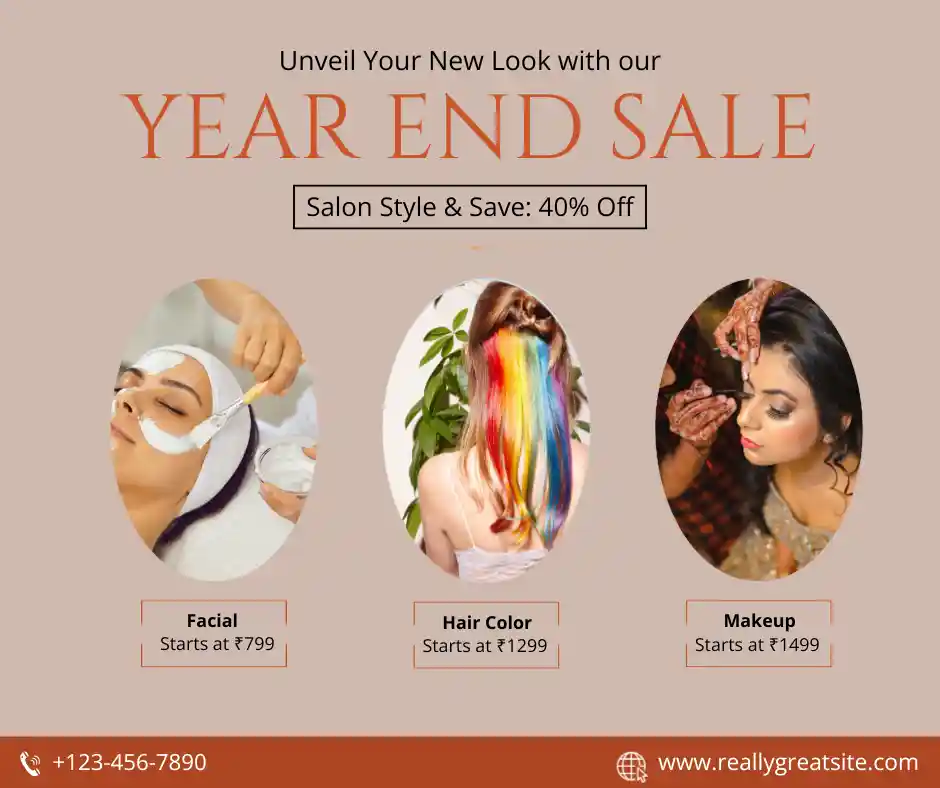 Unveil Your New Look with our
YEAR END SALE
Salon Style & Save: 40% Off
Facial
Starts at ₹799
Hair Color
Starts at ₹1299
Makeup
Starts at ₹1499
+123-456-7890
www.reallygreatsite.com